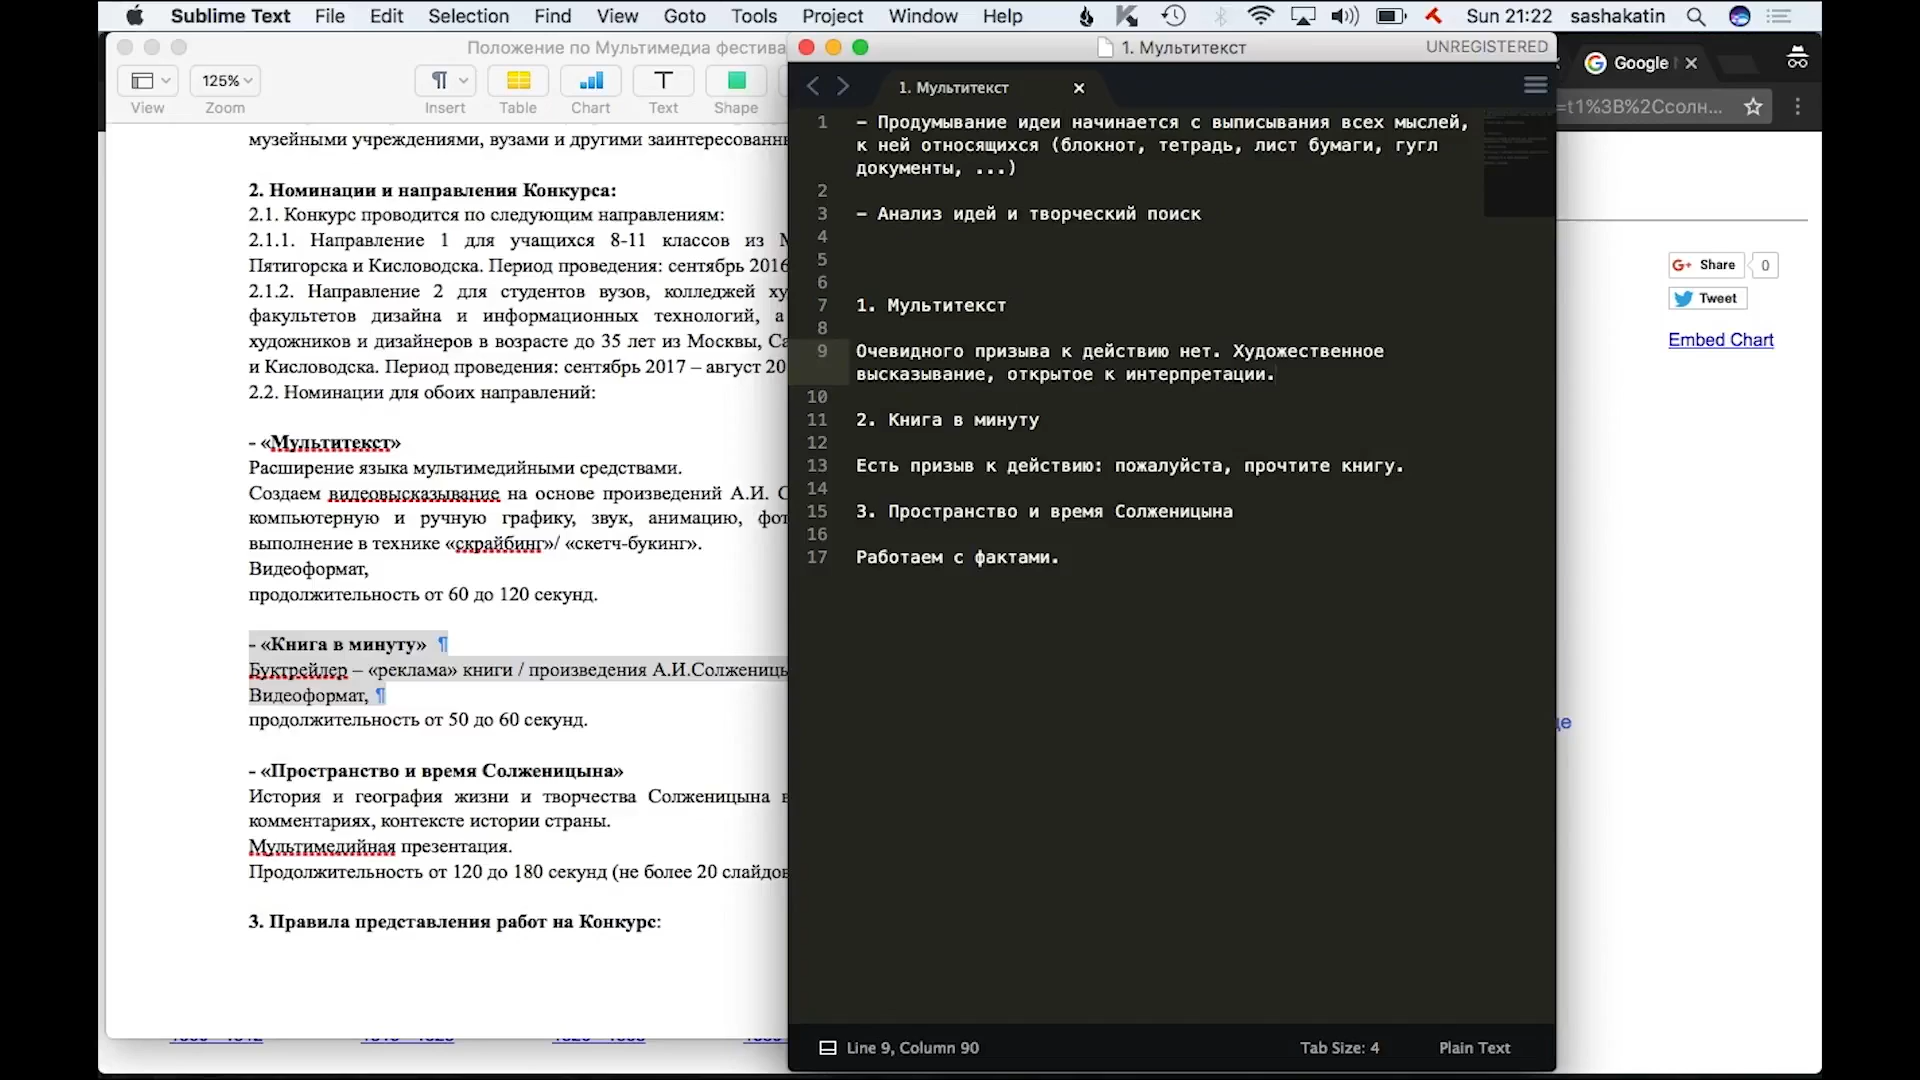 Sublime Text File Edit Selection Find View Goto Tools Project Window Help Sun 21:22 sashakatin
Положение по Мультимедиа фестива
125%
View Zoom Insert Table Chart Text Shape
музейными учреждениями, вузами и другими
2. Номинации и направления Конкурса:
2.1. Конкурс проводится по следующим направлениям:
2.1.1. Направление 1 для учащихся 8-11 классов из
Пятигорска и Кисловодска. Период проведения: сентябрь 2016
2.1.2. Направление 2 для студентов вузов, колледжей
факультетов дизайна и информационных технологий, а
художников и дизайнеров в возрасте до 35 лет из Москвы,
и Кисловодска. Период проведения: сентябрь 2017 – август 20
2.2. Номинации для обоих направлений:
- «Мультитекст»
Расширение языка мультимедийными средствами.
Создаем видеовысказывание на основе произведений А.И. С
компьютерную и ручную графику, звук, анимацию,
выполнение в технике «скрайбинг»/ «скетч-букинг».
Видеоформат,
продолжительность от 60 до 120 секунд.
- «Книга в минуту» ¶
Буктрейлер – «реклама» книги / произведения А.И.Солженицы
Видеоформат, ¶
продолжительность от 50 до 60 секунд.
- «Пространство и время Солженицына»
История и география жизни и творчества Солженицына в
комментариях, контексте истории страны.
Мультимедийная презентация.
Продолжительность от 120 до 180 секунд (не более 20 слайдов
3. Правила представления работ на Конкурс:
1. Мультитекст UNREGISTERED
1. Мультитекст ×
1 – Продумывание идеи начинается с выписывания всех мыслей,
к ней относящихся (блокнот, тетрадь, лист бумаги, гугл
документы, ...)
2
3 – Анализ идей и творческий поиск
4
5
6
7 1. Мультитекст
8
9 Очевидного призыва к действию нет. Художественное
высказывание, открытое к интерпретации.
10
11 2. Книга в минуту
12
13 Есть призыв к действию: пожалуйста, прочтите книгу.
14
15 3. Пространство и время Солженицына
16
17 Работаем с фактами.
Line 9, Column 90 Tab Size: 4 Plain Text
Google
=t1%3B%2Cсолн...
G+ Share 0
Tweet
Embed Chart